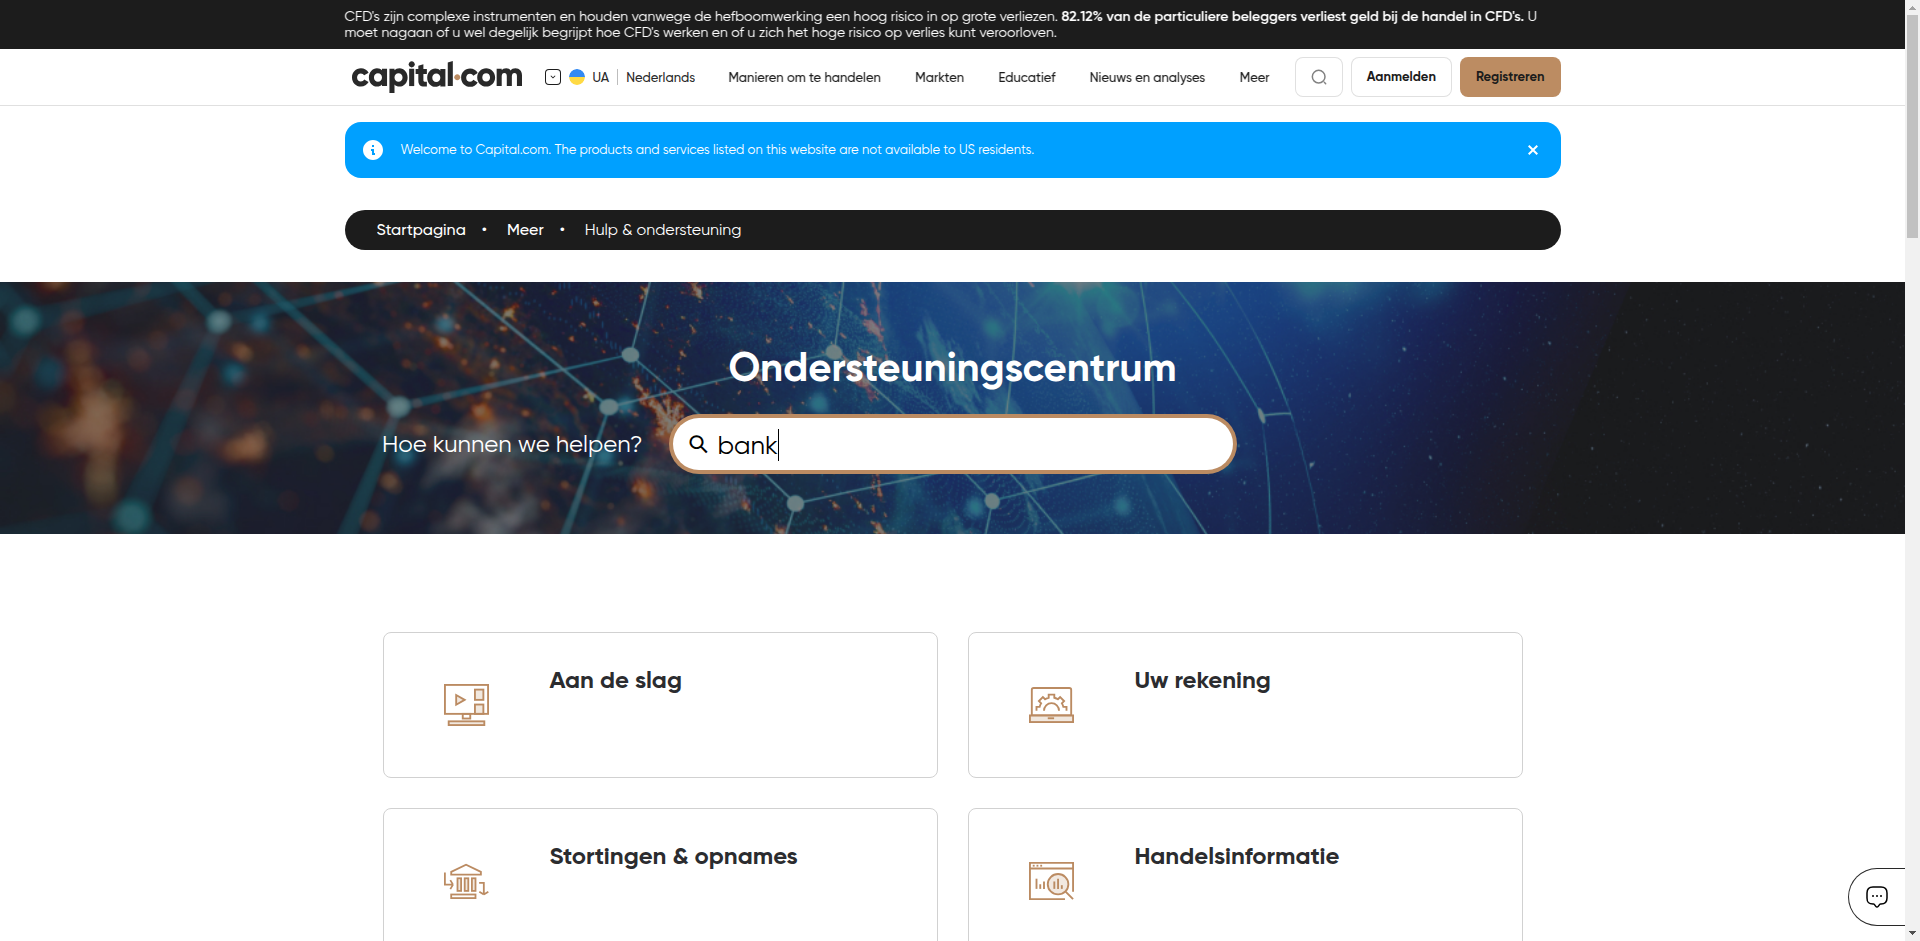 CFD's zijn complexe instrumenten en houden vanwege de hefboomwerking een hoog risico in op grote verliezen. 82.12% van de particuliere beleggers verliest geld bij de handel in CFD's. U
moet nagaan of u wel degelijk begrijpt hoe CFD's werken en of u zich het hoge risico op verlies kunt veroorloven.
capital.com UA Nederlands Manieren om te handelen Markten Educatief Nieuws en analyses Meer Aanmelden Registreren
Welcome to Capital.com. The products and services listed on this website are not available to US residents.
Startpagina • Meer • Hulp & ondersteuning
Ondersteuningscentrum
Hoe kunnen we helpen? bank
Aan de slag Uw rekening
Stortingen & opnames Handelsinformatie